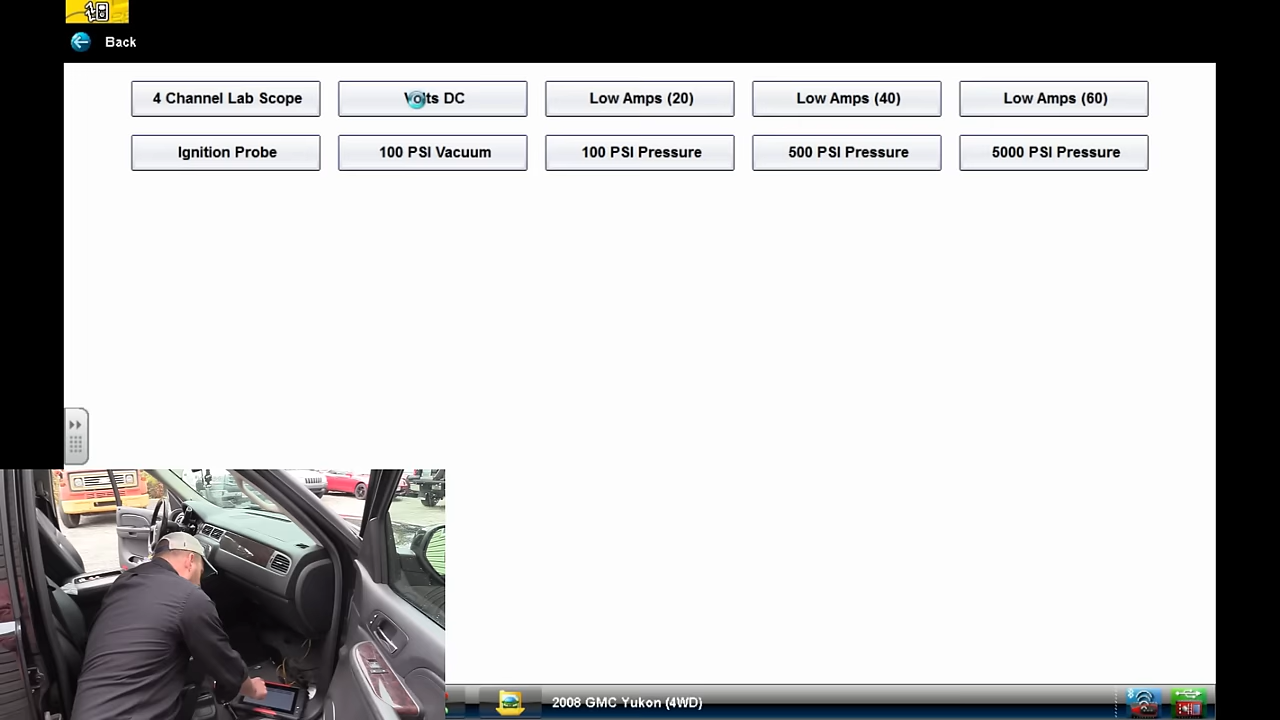 Back
4 Channel Lab Scope
Volts DC
Low Amps (20)
Low Amps (40)
Low Amps (60)
Ignition Probe
100 PSI Vacuum
100 PSI Pressure
500 PSI Pressure
5000 PSI Pressure
2008 GMC Yukon (4WD)